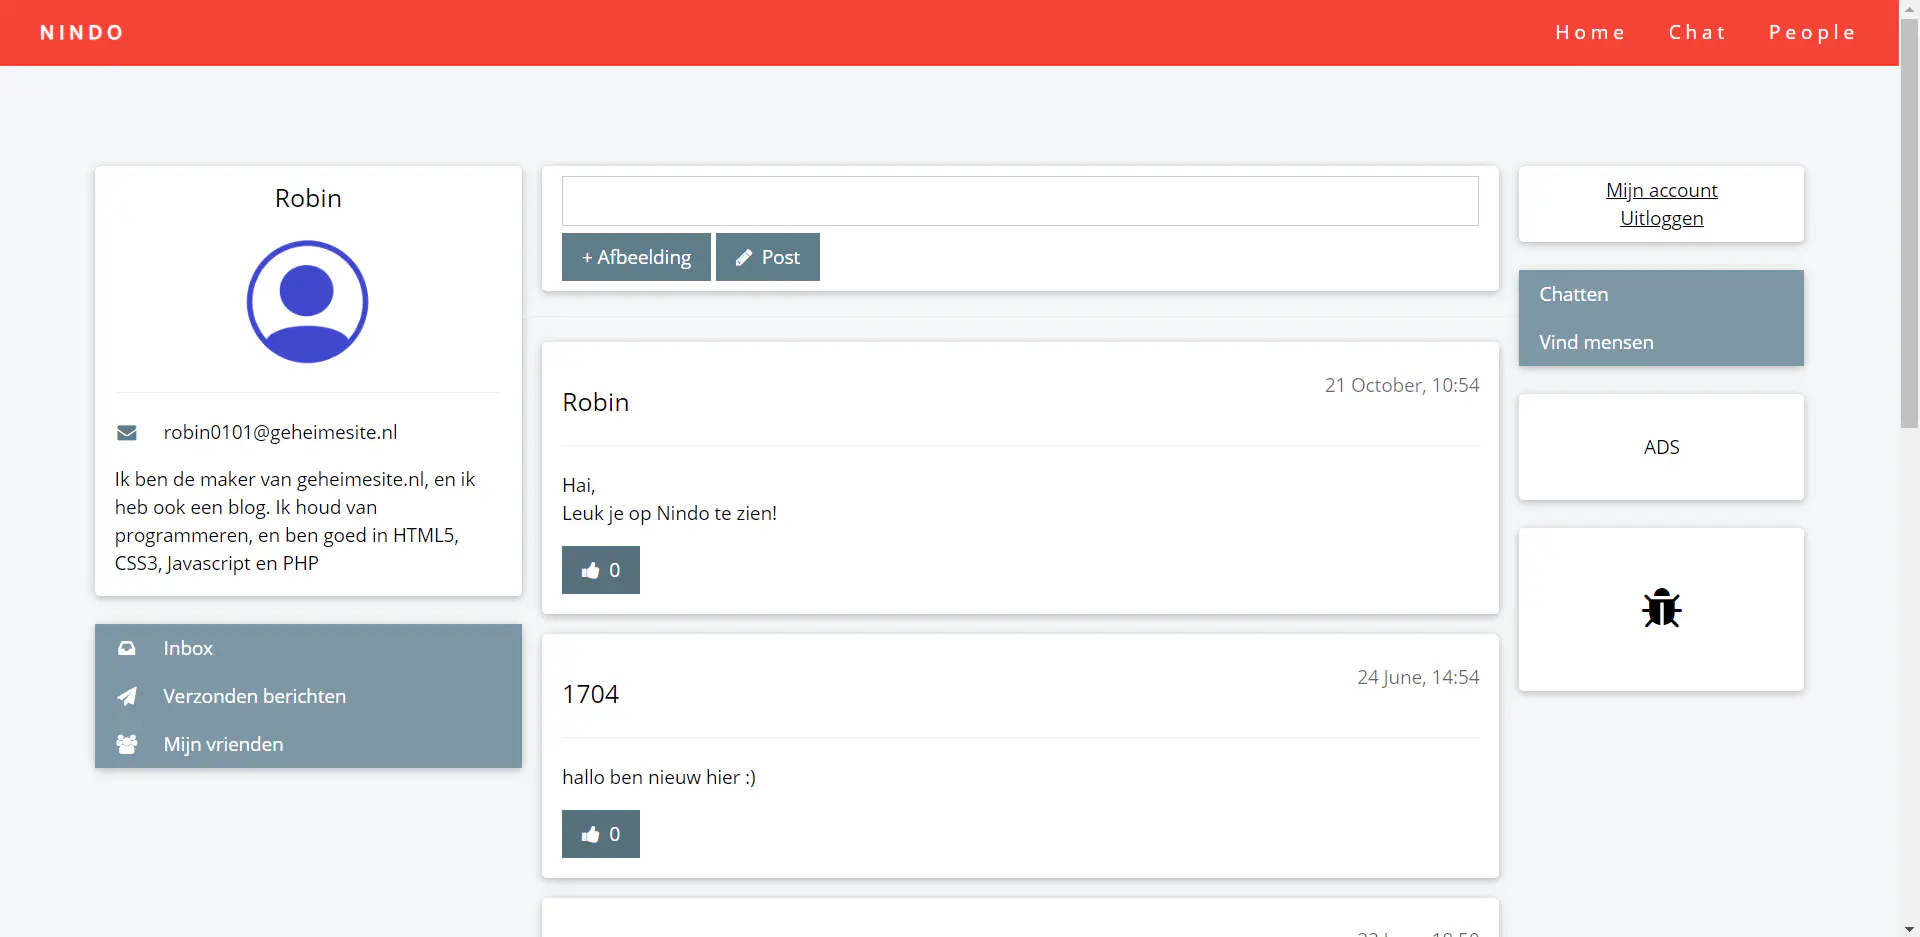 NINDO
Home
Chat
People
Robin
robin0101@geheimesite.nl
Ik ben de maker van geheimesite.nl, en ik
heb ook een blog. Ik houd van
programmeren, en ben goed in HTML5,
CSS3, Javascript en PHP
Inbox
Verzonden berichten
Mijn vrienden
+ Afbeelding
Post
21 October, 10:54
Robin
Hai,
Leuk je op Nindo te zien!
0
24 June, 14:54
1704
hallo ben nieuw hier :)
0
Mijn account
Uitloggen
Chatten
Vind mensen
ADS